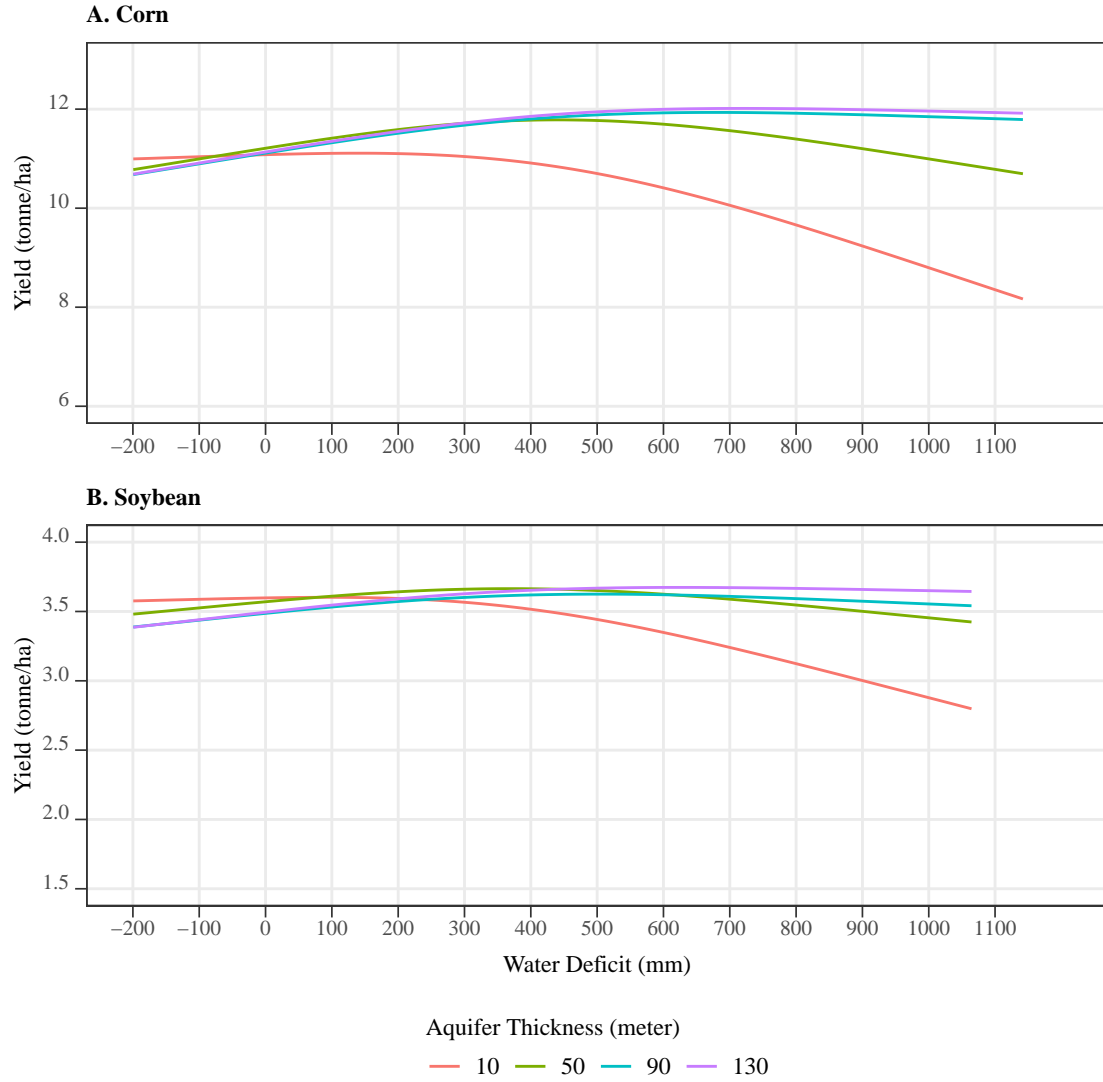 A. Corn
12
10
8
6
Yield (tonne/ha)
−200 −100 0 100 200 300 400 500 600 700 800 900 1000 1100
B. Soybean
4.0
3.5
3.0
2.5
2.0
1.5
Yield (tonne/ha)
−200 −100 0 100 200 300 400 500 600 700 800 900 1000 1100
Water Deficit (mm)
Aquifer Thickness (meter)
10 50 90 130